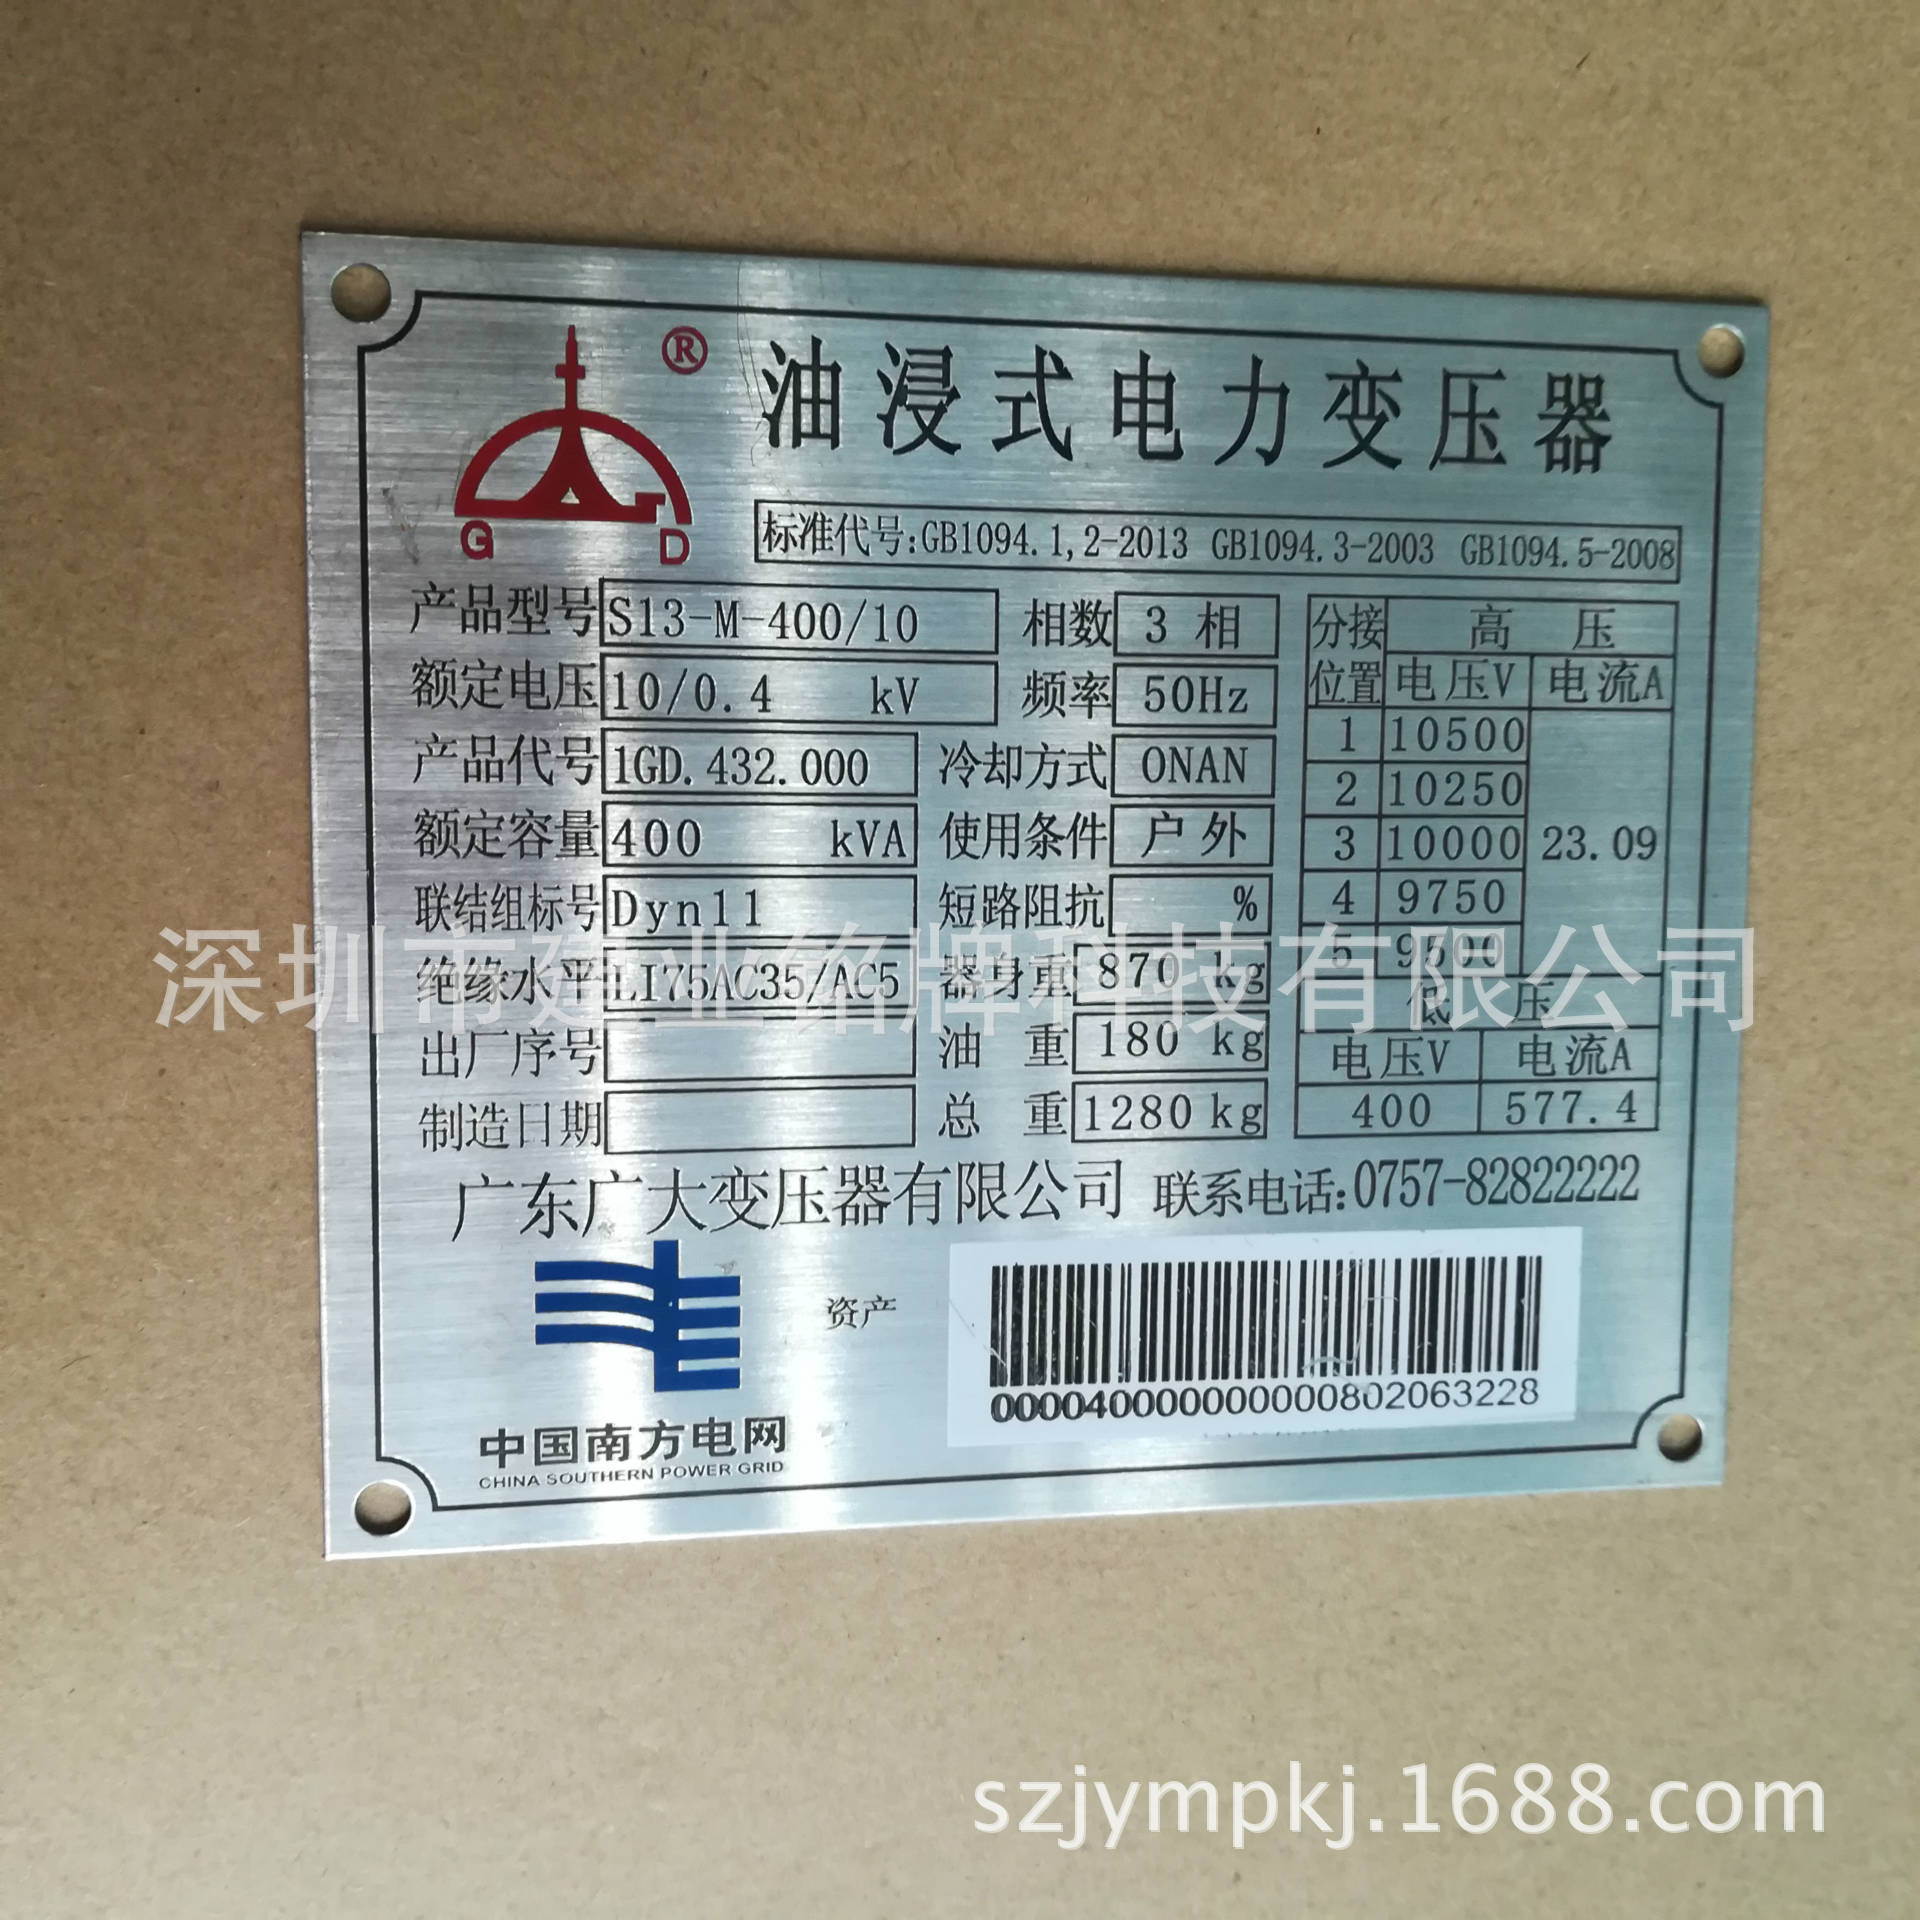 ®
油浸式电力变压器
G D
标准代号:GB1094.1,2-2013 GB1094.3-2003 GB1094.5-2008
产品型号 S13-M-400/10 相数 3 相
额定电压 10/0.4 kV 频率 50Hz
产品代号 1GD.432.000 冷却方式 ONAN
额定容量 400 kVA 使用条件 户外
联结组标号 Dyn11 短路阻抗 %
绝缘水平 LI75AC35/AC5 器身重 870 kg
出厂序号 油重 180 kg
制造日期 总重 1280 kg
分接位置 高压
电压V 电流A
1 10500
2 10250
3 10000 23.09
4 9750
5 9500
低压
电压V 电流A
400 577.4
广东广大变压器有限公司 联系电话:0757-82822222
资产
0000400000000000802063228
中国南方电网
CHINA SOUTHERN POWER GRID
深圳市建业铭牌科技有限公司
szjympkj.1688.com